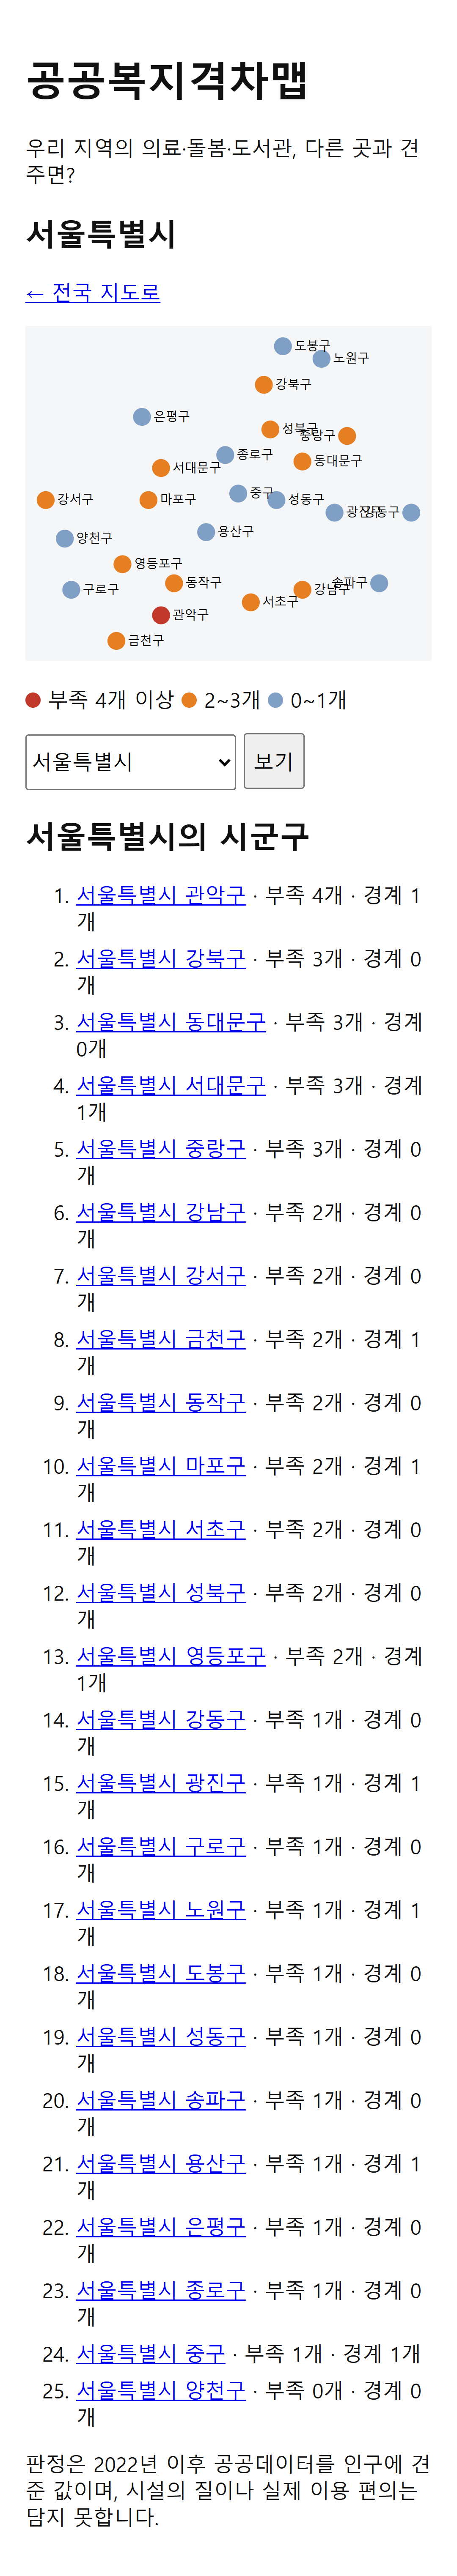 공공복지격차맵
우리 지역의 의료·돌봄·도서관, 다른 곳과 견
주면?
서울특별시
← 전국 지도로
도봉구
노원구
강북구
은평구
성북구
중랑구
종로구
동대문구
서대문구
중구
강서구
마포구
성동구
광진구
강동구
용산구
양천구
영등포구
동작구
송파구
구로구
강남구
서초구
관악구
금천구
부족 4개 이상 2~3개 0~1개
서울특별시 보기
서울특별시의 시군구
1. 서울특별시 관악구 · 부족 4개 · 경계 1
개
2. 서울특별시 강북구 · 부족 3개 · 경계 0
개
3. 서울특별시 동대문구 · 부족 3개 · 경계
0개
4. 서울특별시 서대문구 · 부족 3개 · 경계
1개
5. 서울특별시 중랑구 · 부족 3개 · 경계 0
개
6. 서울특별시 강남구 · 부족 2개 · 경계 0
개
7. 서울특별시 강서구 · 부족 2개 · 경계 0
개
8. 서울특별시 금천구 · 부족 2개 · 경계 1
개
9. 서울특별시 동작구 · 부족 2개 · 경계 0
개
10. 서울특별시 마포구 · 부족 2개 · 경계 1
개
11. 서울특별시 서초구 · 부족 2개 · 경계 0
개
12. 서울특별시 성북구 · 부족 2개 · 경계 0
개
13. 서울특별시 영등포구 · 부족 2개 · 경계
1개
14. 서울특별시 강동구 · 부족 1개 · 경계 0
개
15. 서울특별시 광진구 · 부족 1개 · 경계 1
개
16. 서울특별시 구로구 · 부족 1개 · 경계 0
개
17. 서울특별시 노원구 · 부족 1개 · 경계 1
개
18. 서울특별시 도봉구 · 부족 1개 · 경계 0
개
19. 서울특별시 성동구 · 부족 1개 · 경계 0
개
20. 서울특별시 송파구 · 부족 1개 · 경계 0
개
21. 서울특별시 용산구 · 부족 1개 · 경계 1
개
22. 서울특별시 은평구 · 부족 1개 · 경계 0
개
23. 서울특별시 종로구 · 부족 1개 · 경계 0
개
24. 서울특별시 중구 · 부족 1개 · 경계 1개
25. 서울특별시 양천구 · 부족 0개 · 경계 0
개
판정은 2022년 이후 공공데이터를 인구에 견
준 값이며, 시설의 질이나 실제 이용 편의는
담지 못합니다.